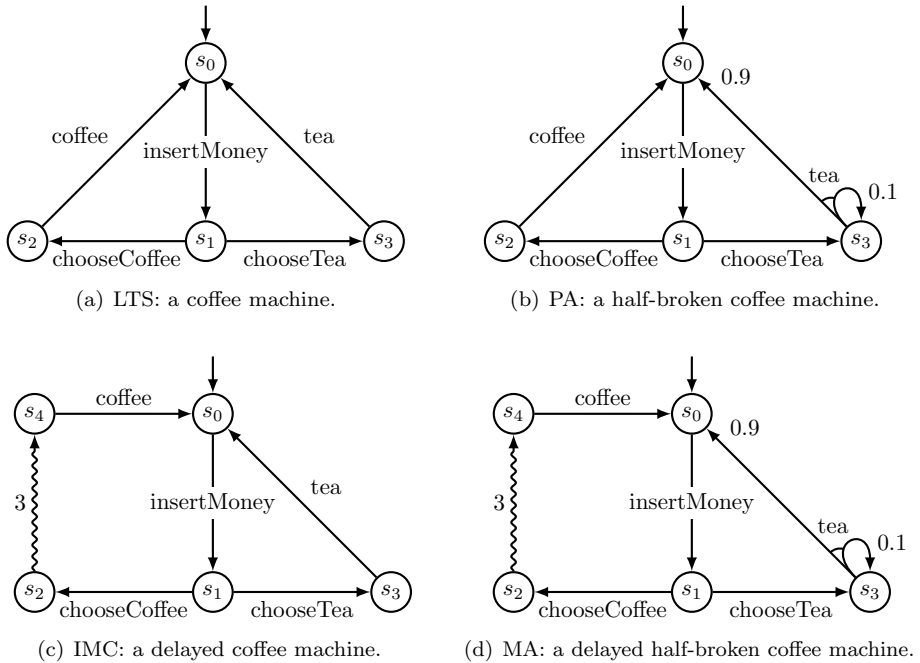 s0 s0
0.9
coffee tea coffee
insertMoney insertMoney
tea
0.1
s2 s1 s3 s2 s1 s3
chooseCoffee chooseTea chooseCoffee chooseTea
(a) LTS: a coffee machine. (b) PA: a half-broken coffee machine.
s4 coffee s0 s4 coffee s0
0.9
tea
3 insertMoney 3 insertMoney
tea
0.1
s2 s1 s3 s2 s1 s3
chooseCoffee chooseTea chooseCoffee chooseTea
(c) IMC: a delayed coffee machine. (d) MA: a delayed half-broken coffee machine.